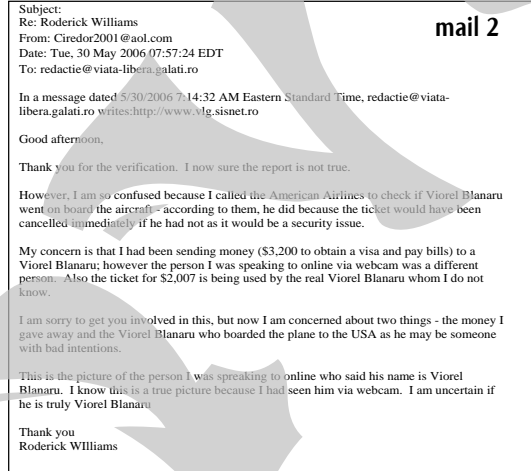 Subject:
Re: Roderick Williams
From: Ciredor2001@aol.com
Date: Tue, 30 May 2006 07:57:24 EDT
To: redactie@viata-libera.galati.ro
mail 2
In a message dated 5/30/2006 7:14:32 AM Eastern Standard Time, redactie@viata-
libera.galati.ro writes:http://www.vlg.sisnet.ro
Good afternoon,
Thank you for the verification. I now sure the report is not true.
However, I am so confused because I called the American Airlines to check if Viorel Blanaru
went on board the aircraft - according to them, he did because the ticket would have been
cancelled immediately if he had not as it would be a security issue.
My concern is that I had been sending money ($3,200 to obtain a visa and pay bills) to a
Viorel Blanaru; however the person I was speaking to online via webcam was a different
person. Also the ticket for $2,007 is being used by the real Viorel Blanaru whom I do not
know.
I am sorry to get you involved in this, but now I am concerned about two things - the money I
gave away and the Viorel Blanaru who boarded the plane to the USA as he may be someone
with bad intentions.
This is the picture of the person I was spreaking to online who said his name is Viorel
Blanaru. I know this is a true picture because I had seen him via webcam. I am uncertain if
he is truly Viorel Blanaru
Thank you
Roderick WIlliams